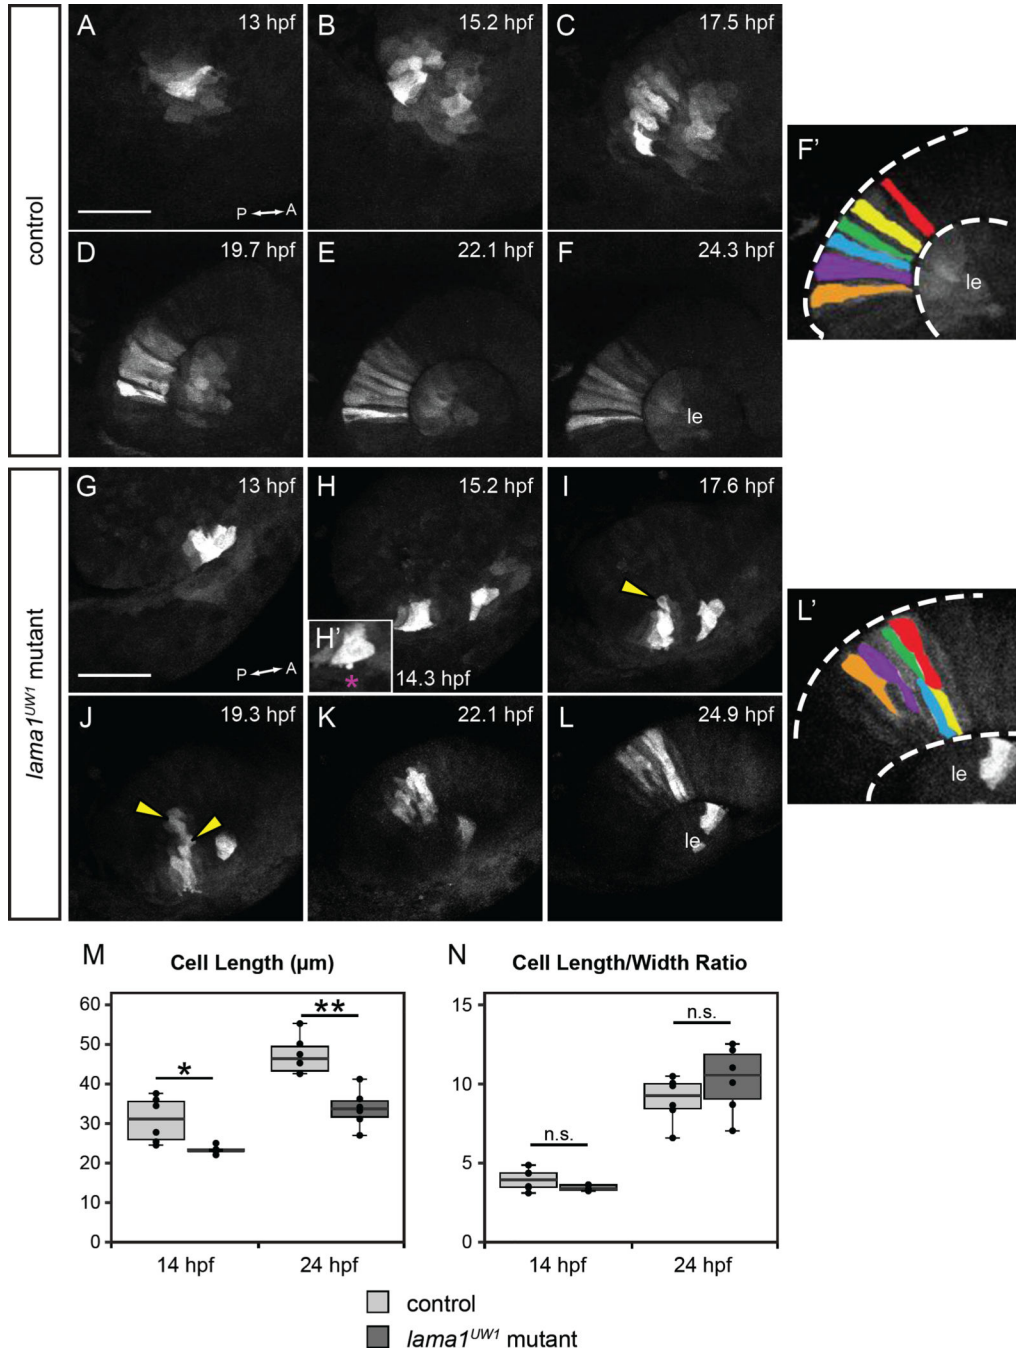 control
A
13 hpf
P A
B
15.2 hpf
C
17.5 hpf
D
19.7 hpf
E
22.1 hpf
F
24.3 hpf
le
F’
le
lama1UW1 mutant
G
13 hpf
P A
H
15.2 hpf
H’
*
14.3 hpf
I
17.6 hpf
J
19.3 hpf
K
22.1 hpf
L
24.9 hpf
le
L’
le
M
Cell Length (µm)
60
50
40
30
20
10
0
*
**
14 hpf
24 hpf
N
Cell Length/Width Ratio
15
10
5
0
n.s.
n.s.
14 hpf
24 hpf
control
lama1UW1 mutant